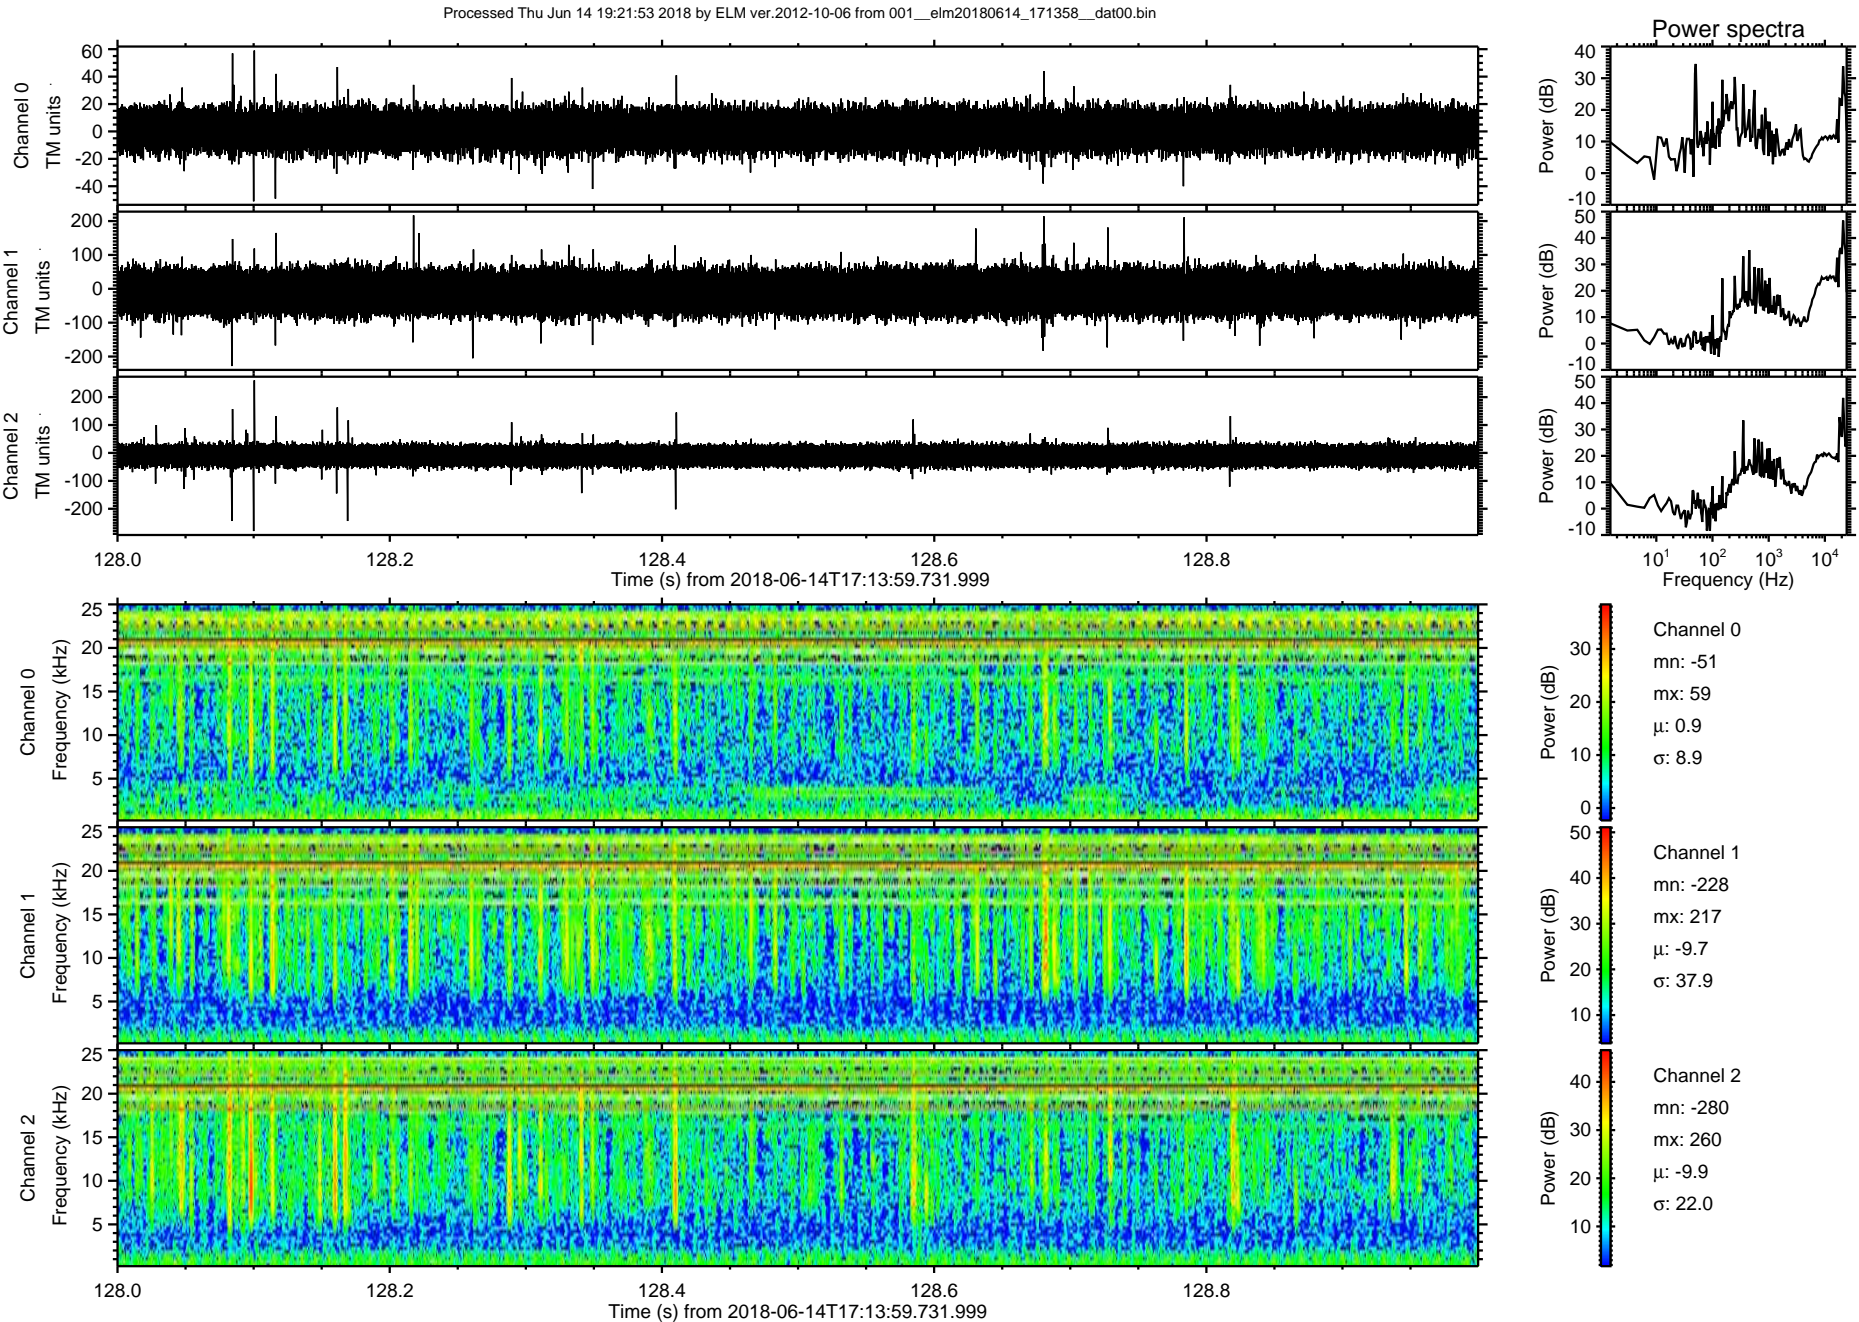 Processed Thu Jun 14 19:21:53 2018 by ELM ver.2012-10-06 from 001__elm20180614_171358__dat00.bin
Power spectra
Channel 0
TM units
60
40
20
0
-20
-40
Power (dB)
40
30
20
10
0
-10
Channel 1
TM units
200
100
0
-100
-200
Power (dB)
50
40
30
20
10
0
-10
Channel 2
TM units
200
100
0
-100
-200
Power (dB)
50
40
30
20
10
0
-10
128.0 128.2 128.4 128.6 128.8
Time (s) from 2018-06-14T17:13:59.731.999
10¹ 10² 10³ 10⁴
Frequency (Hz)
Channel 0
Frequency (kHz)
25
20
15
10
5
Power (dB)
30
20
10
0
Channel 0
mn: -51
mx: 59
μ: 0.9
σ: 8.9
Channel 1
Frequency (kHz)
25
20
15
10
5
Power (dB)
50
40
30
20
10
Channel 1
mn: -228
mx: 217
μ: -9.7
σ: 37.9
Channel 2
Frequency (kHz)
25
20
15
10
5
Power (dB)
40
30
20
10
Channel 2
mn: -280
mx: 260
μ: -9.9
σ: 22.0
128.0 128.2 128.4 128.6 128.8
Time (s) from 2018-06-14T17:13:59.731.999